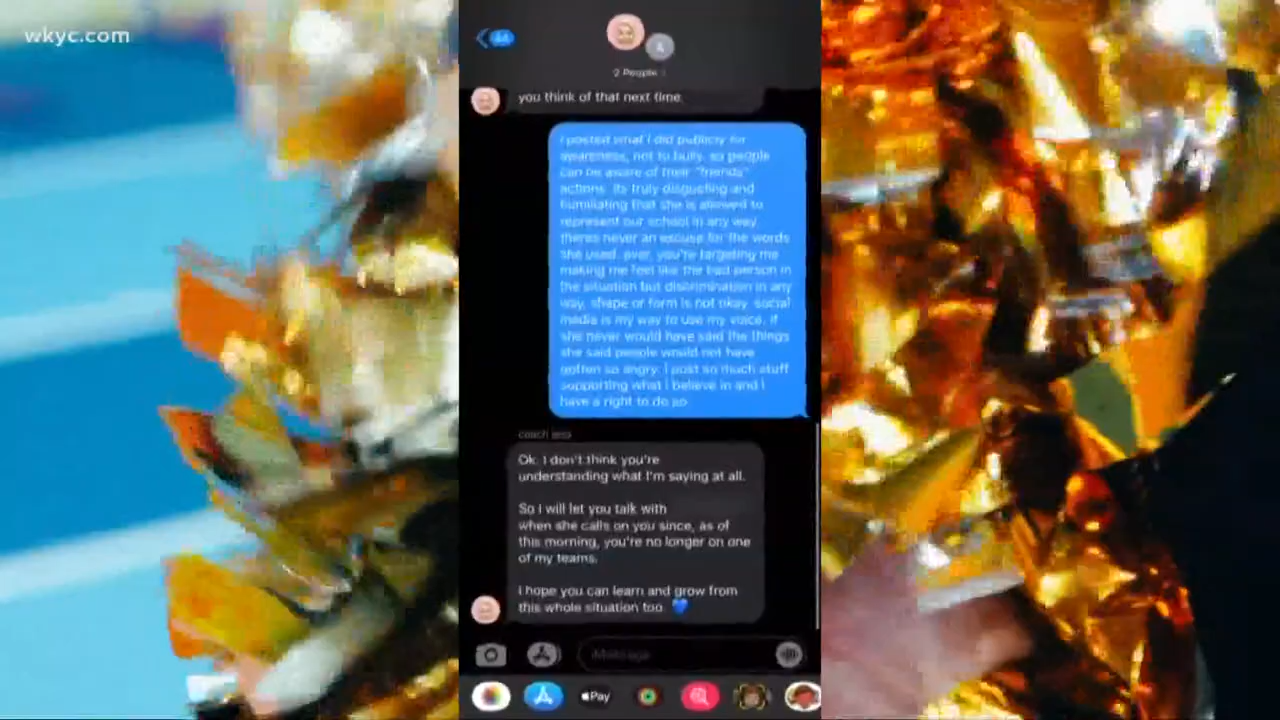 wkyc.com
44
2 People
you think of that next time.
I posted what I did publicly for
awareness, not to bully. so people
can be aware of their "friends"
actions. Its truly disgusting and
humiliating that she is allowed to
represent our school in any way
theres never an excuse for the words
she used. ever. you're targeting me
making me feel like the bad person in
the situation but discrimination in any
way, shape or form is not okay. social
media is my way to use my voice. if
she never would have said the things
she said people would not have
gotten so angry. I post so much stuff
supporting what i believe in and i
have a right to do so
coach
Ok. I don't think you're
understanding what I'm saying at all.
So I will let you talk with
when she calls on you since, as of
this morning, you're no longer on one
of my teams.
I hope you can learn and grow from
this whole situation too. 💙
iMessage
Pay